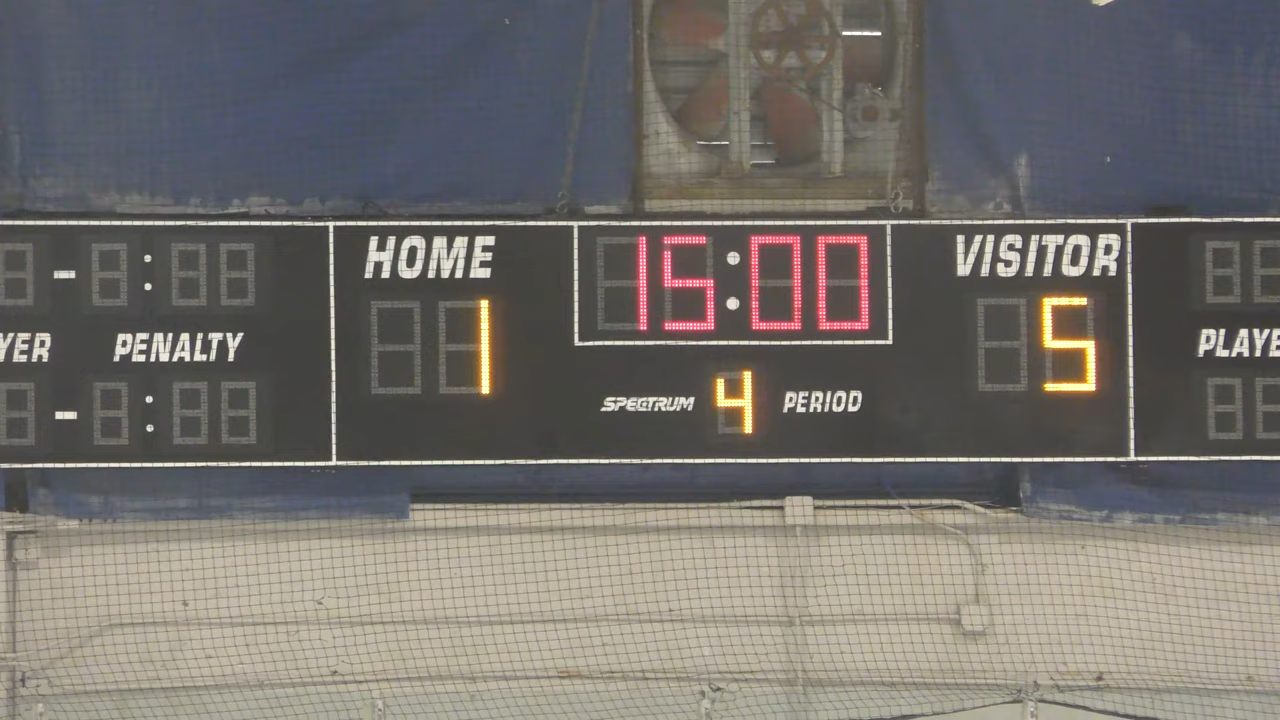 HOME 15:00 VISITOR
1 5
YER PENALTY PLAYE
SPECTRUM 4 PERIOD